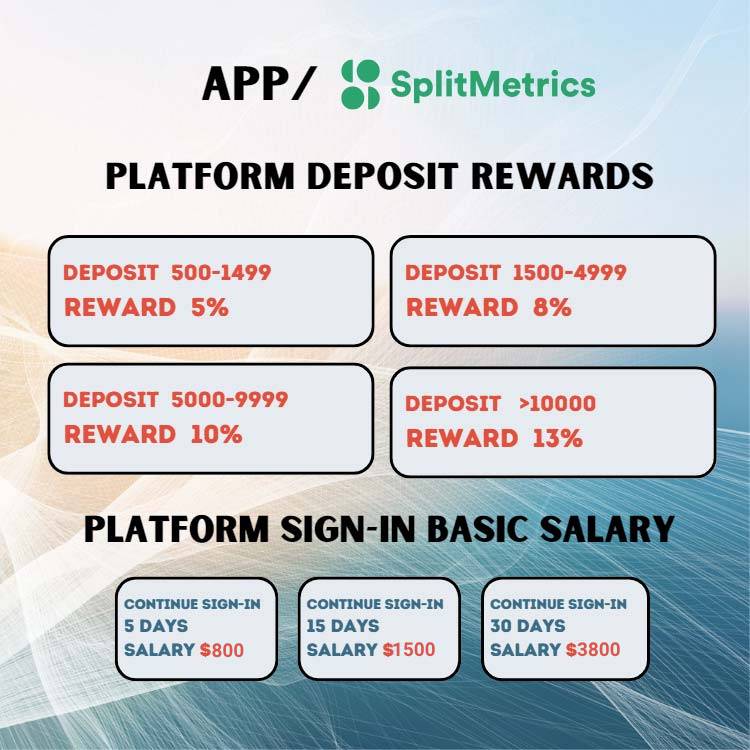 APP/ SplitMetrics
PLATFORM DEPOSIT REWARDS
DEPOSIT 500-1499
REWARD 5%
DEPOSIT 1500-4999
REWARD 8%
DEPOSIT 5000-9999
REWARD 10%
DEPOSIT >10000
REWARD 13%
PLATFORM SIGN-IN BASIC SALARY
CONTINUE SIGN-IN
5 DAYS
SALARY $800
CONTINUE SIGN-IN
15 DAYS
SALARY $1500
CONTINUE SIGN-IN
30 DAYS
SALARY $3800